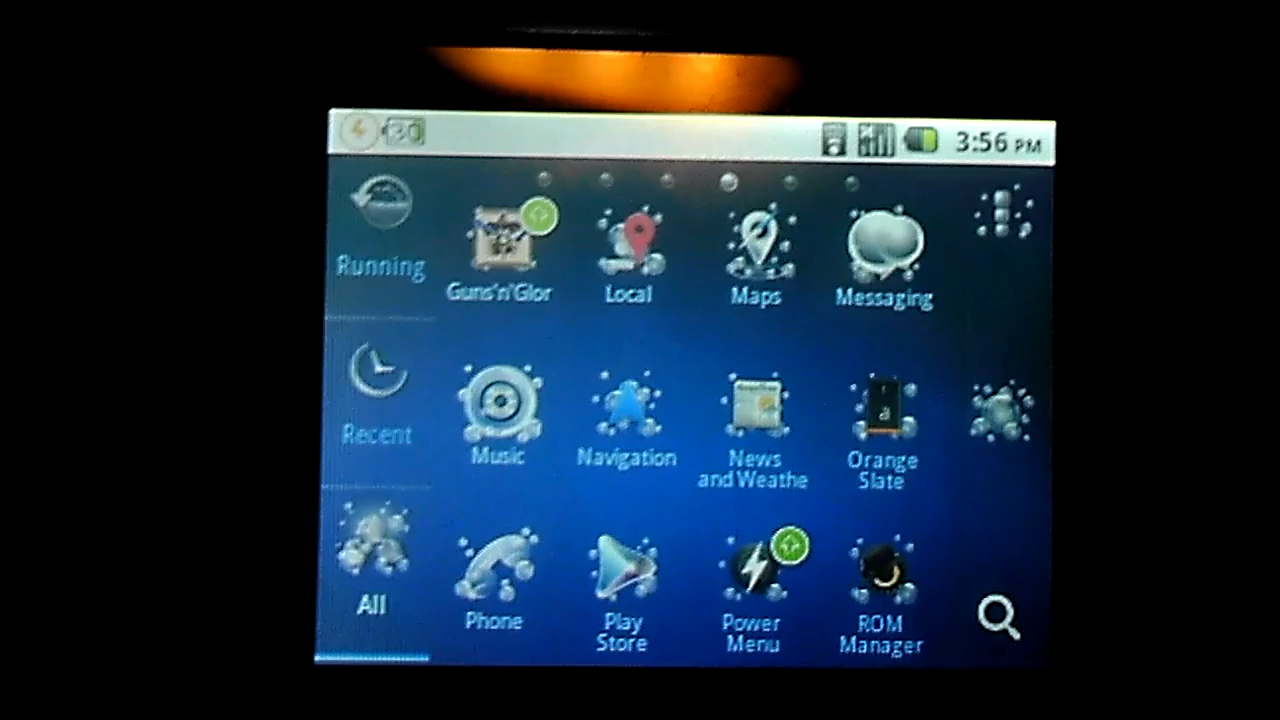 30
3:56 PM
Running
Guns'n'Glor
Local
Maps
Messaging
Recent
Music
Navigation
News
and Weathe
Orange
Slate
All
Phone
Play
Store
Power
Menu
ROM
Manager